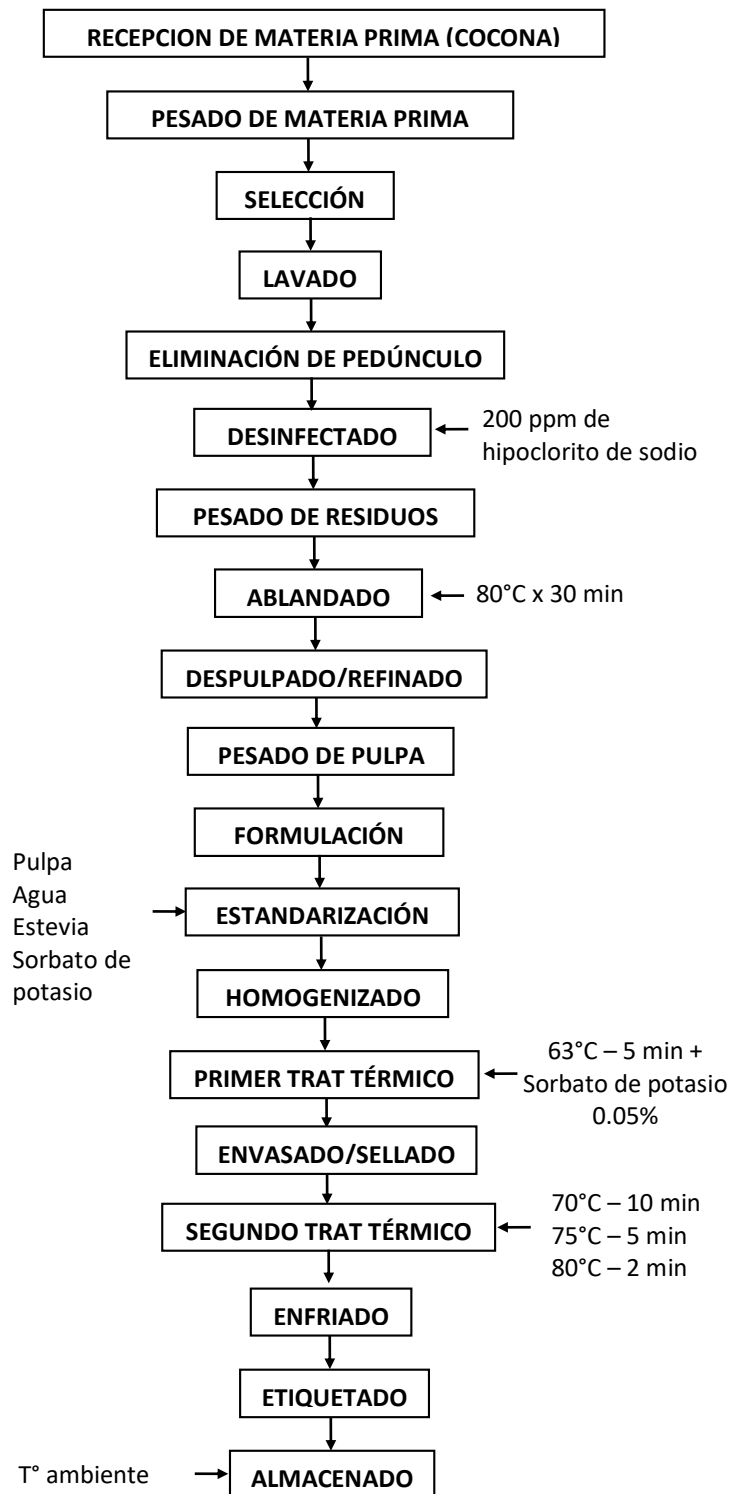 RECEPCION DE MATERIA PRIMA (COCONA)
PESADO DE MATERIA PRIMA
SELECCIÓN
LAVADO
ELIMINACIÓN DE PEDÚNCULO
DESINFECTADO
200 ppm de
hipoclorito de sodio
PESADO DE RESIDUOS
ABLANDADO
80°C x 30 min
DESPULPADO/REFINADO
PESADO DE PULPA
FORMULACIÓN
Pulpa
Agua
Estevia
Sorbato de
potasio
ESTANDARIZACIÓN
HOMOGENIZADO
PRIMER TRAT TÉRMICO
63°C – 5 min +
Sorbato de potasio
0.05%
ENVASADO/SELLADO
SEGUNDO TRAT TÉRMICO
70°C – 10 min
75°C – 5 min
80°C – 2 min
ENFRIADO
ETIQUETADO
T° ambiente
ALMACENADO